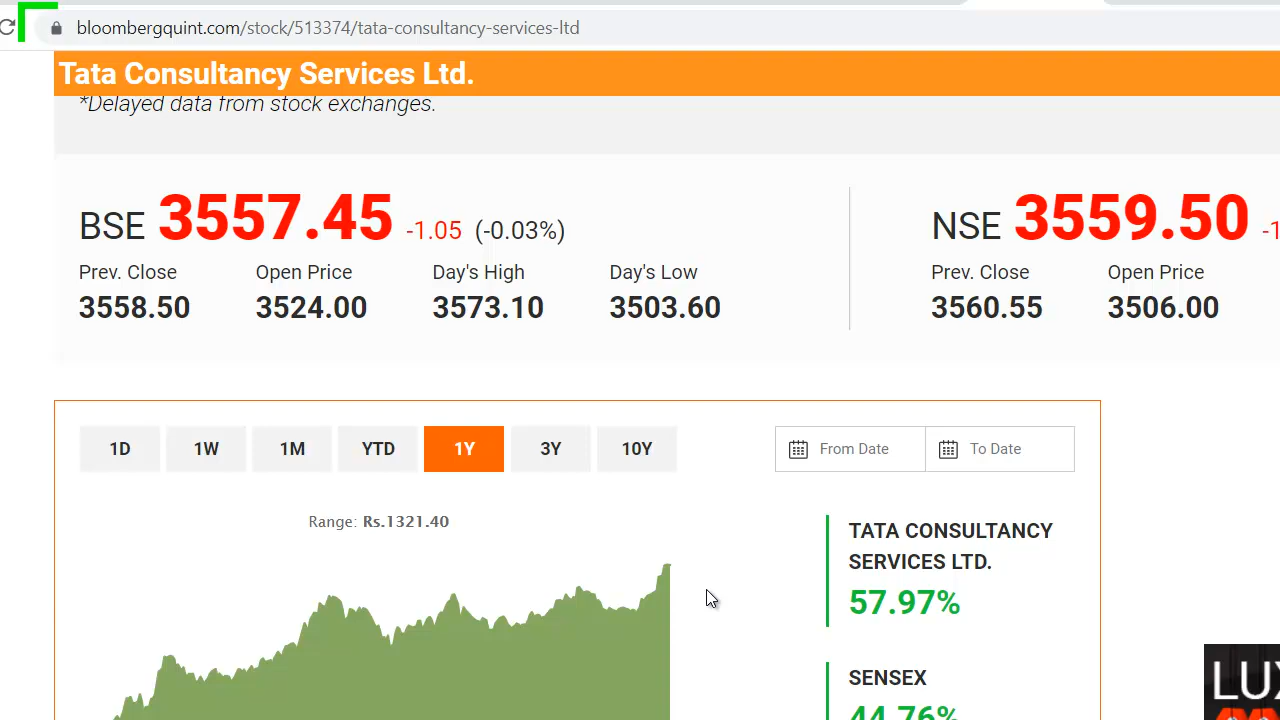 bloombergquint.com/stock/513374/tata-consultancy-services-ltd
Tata Consultancy Services Ltd.
*Delayed data from stock exchanges.
BSE 3557.45 -1.05 (-0.03%)
Prev. Close Open Price Day's High Day's Low
3558.50 3524.00 3573.10 3503.60
NSE 3559.50
Prev. Close Open Price
3560.55 3506.00
1D 1W 1M YTD 1Y 3Y 10Y
From Date To Date
Range: Rs.1321.40
TATA CONSULTANCY
SERVICES LTD.
57.97%
SENSEX
44.76%